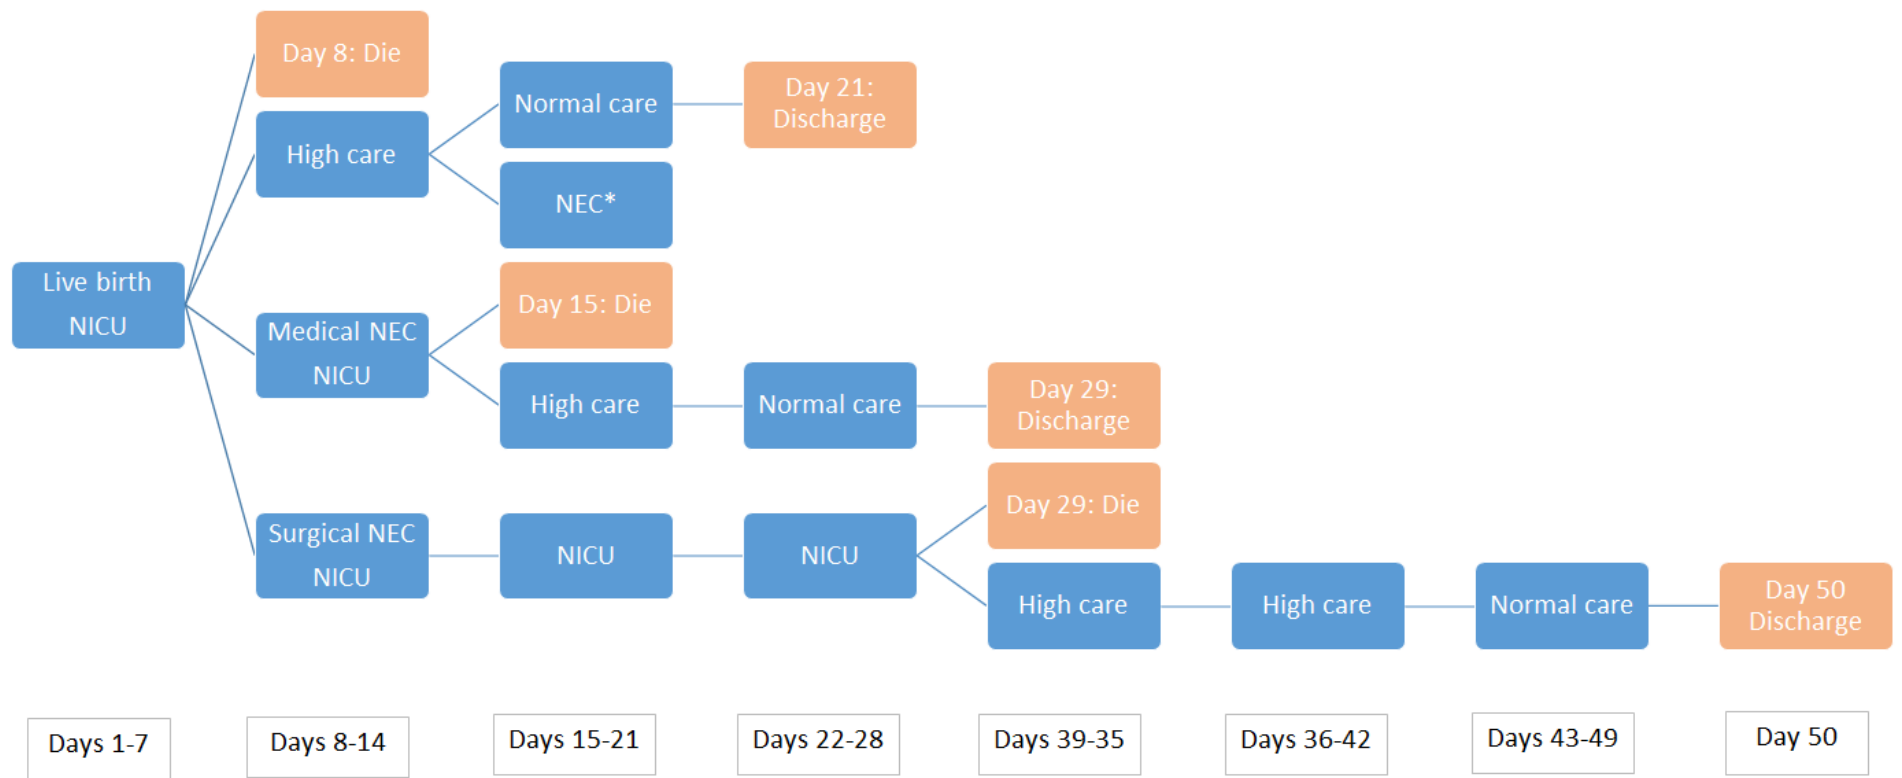 Day 8: Die
High care
Live birth
NICU
Medical NEC
NICU
Surgical NEC
NICU
Normal care
NEC*
Day 15: Die
High care
NICU
Day 21:
Discharge
Normal care
NICU
Day 29:
Discharge
Day 29: Die
High care
High care
Normal care
Day 50
Discharge
Days 1-7
Days 8-14
Days 15-21
Days 22-28
Days 39-35
Days 36-42
Days 43-49
Day 50